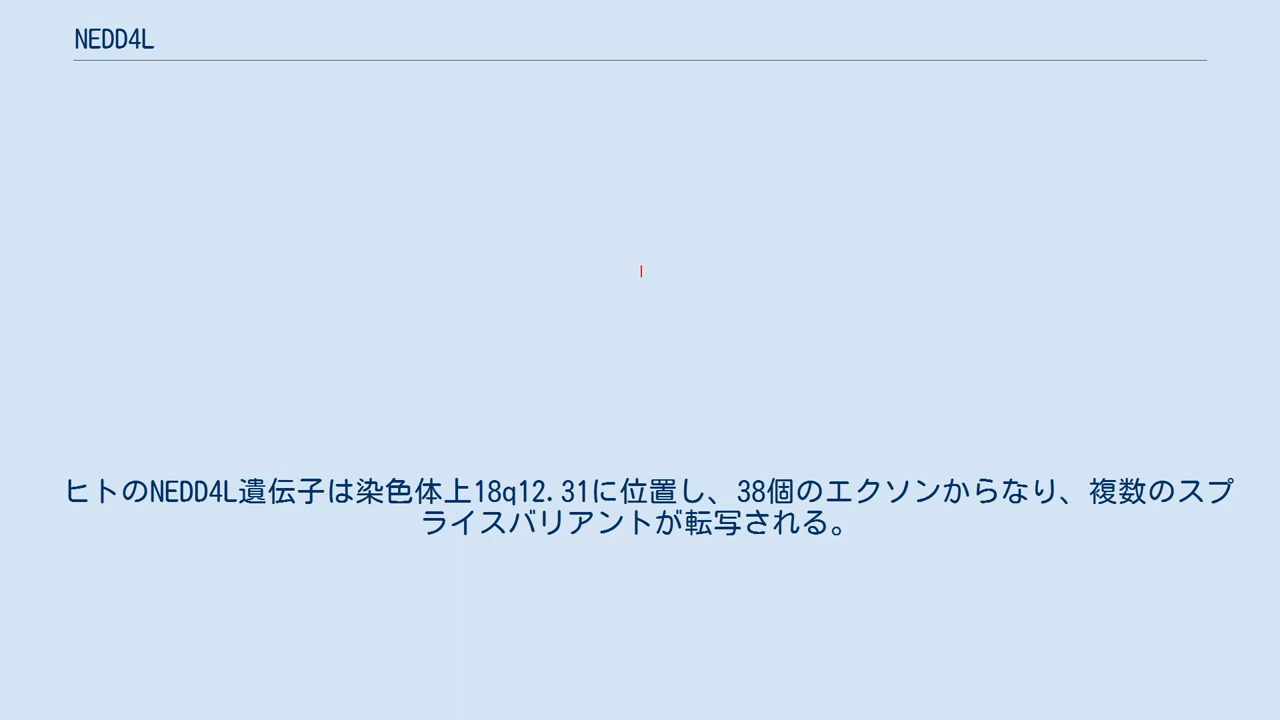 NEDD4L
ヒトのNEDD4L遺伝子は染色体上18q12.31に位置し、38個のエクソンからなり、複数のスプ
ライスバリアントが転写される。